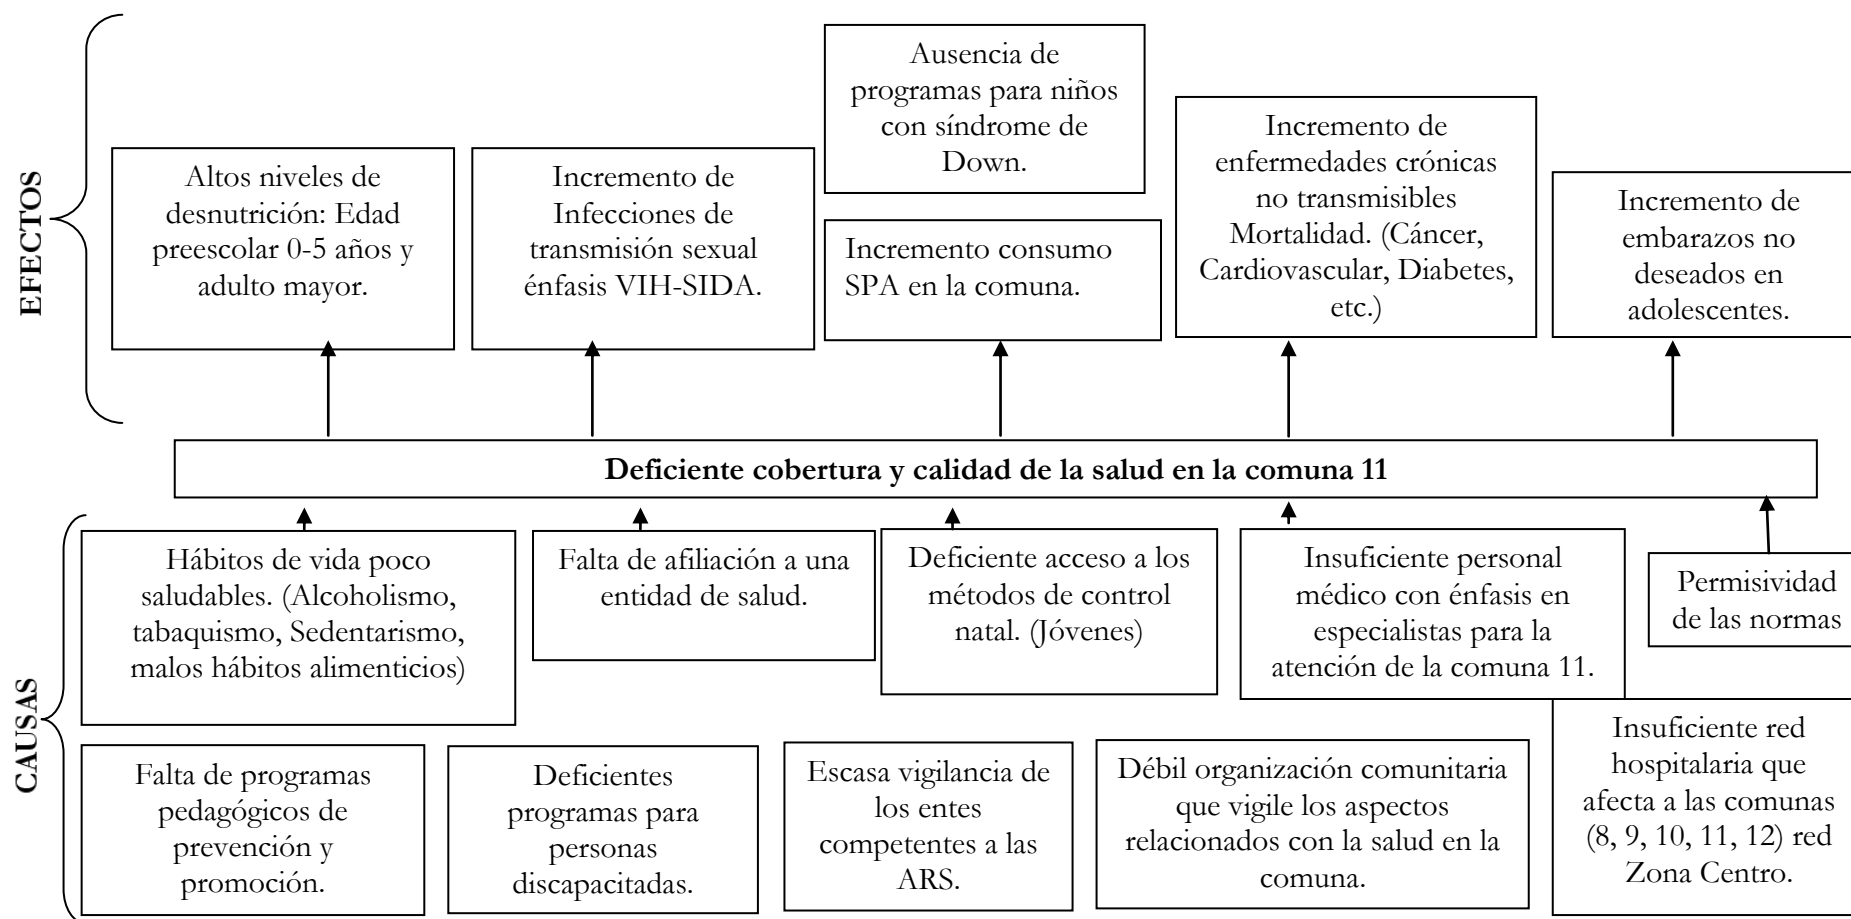 EFECTOS
Altos niveles de
desnutrición: Edad
preescolar 0-5 años y
adulto mayor.
Incremento de
Infecciones de
transmisión sexual
énfasis VIH-SIDA.
Ausencia de
programas para niños
con síndrome de
Down.
Incremento consumo
SPA en la comuna.
Incremento de
enfermedades crónicas
no transmisibles
Mortalidad. (Cáncer,
Cardiovascular, Diabetes,
etc.)
Incremento de
embarazos no
deseados en
adolescentes.
Deficiente cobertura y calidad de la salud en la comuna 11
CAUSAS
Hábitos de vida poco
saludables. (Alcoholismo,
tabaquismo, Sedentarismo,
malos hábitos alimenticios)
Falta de afiliación a una
entidad de salud.
Deficiente acceso a los
métodos de control
natal. (Jóvenes)
Insuficiente personal
médico con énfasis en
especialistas para la
atención de la comuna 11.
Permisividad
de las normas
Falta de programas
pedagógicos de
prevención y
promoción.
Deficientes
programas para
personas
discapacitadas.
Escasa vigilancia de
los entes
competentes a las
ARS.
Débil organización comunitaria
que vigile los aspectos
relacionados con la salud en la
comuna.
Insuficiente red
hospitalaria que
afecta a las comunas
(8, 9, 10, 11, 12) red
Zona Centro.